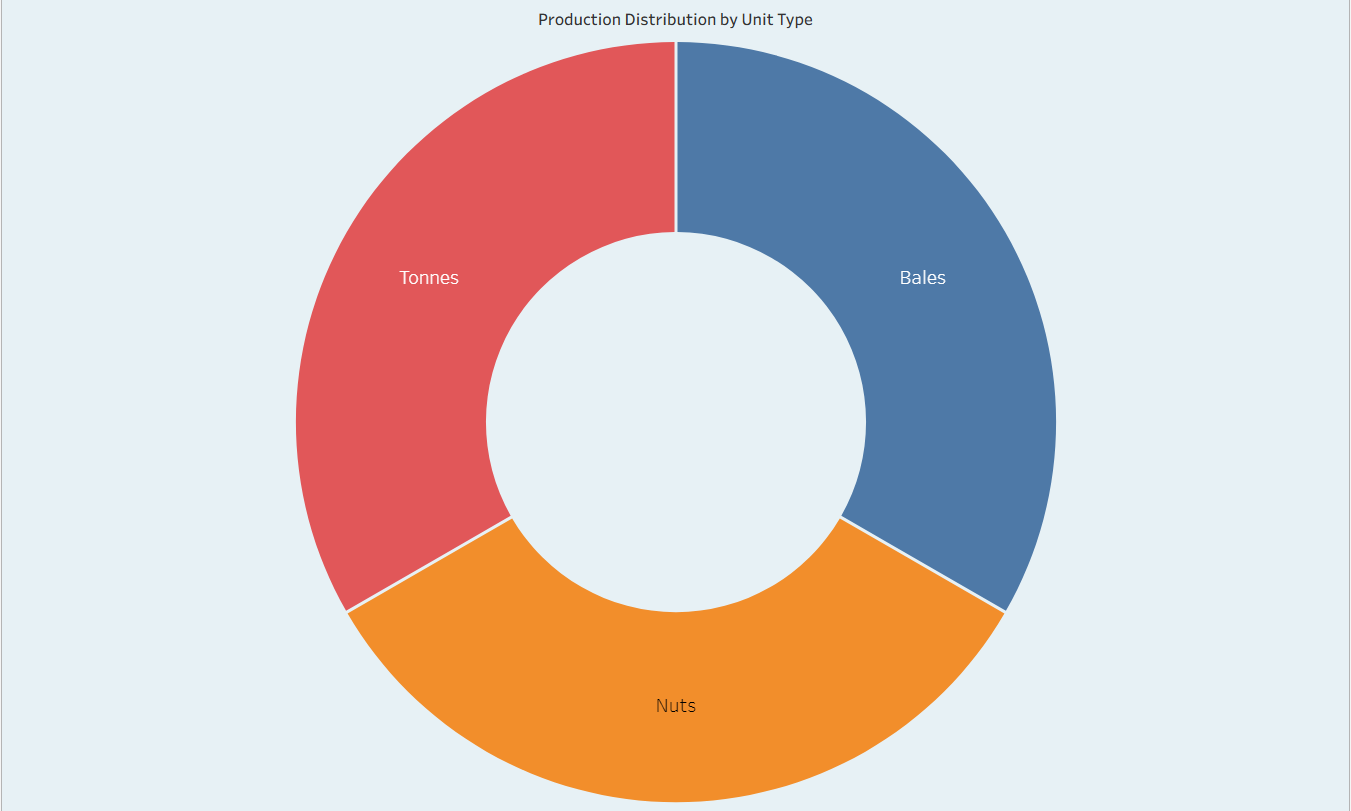 Production Distribution by Unit Type
Tonnes
Bales
Nuts